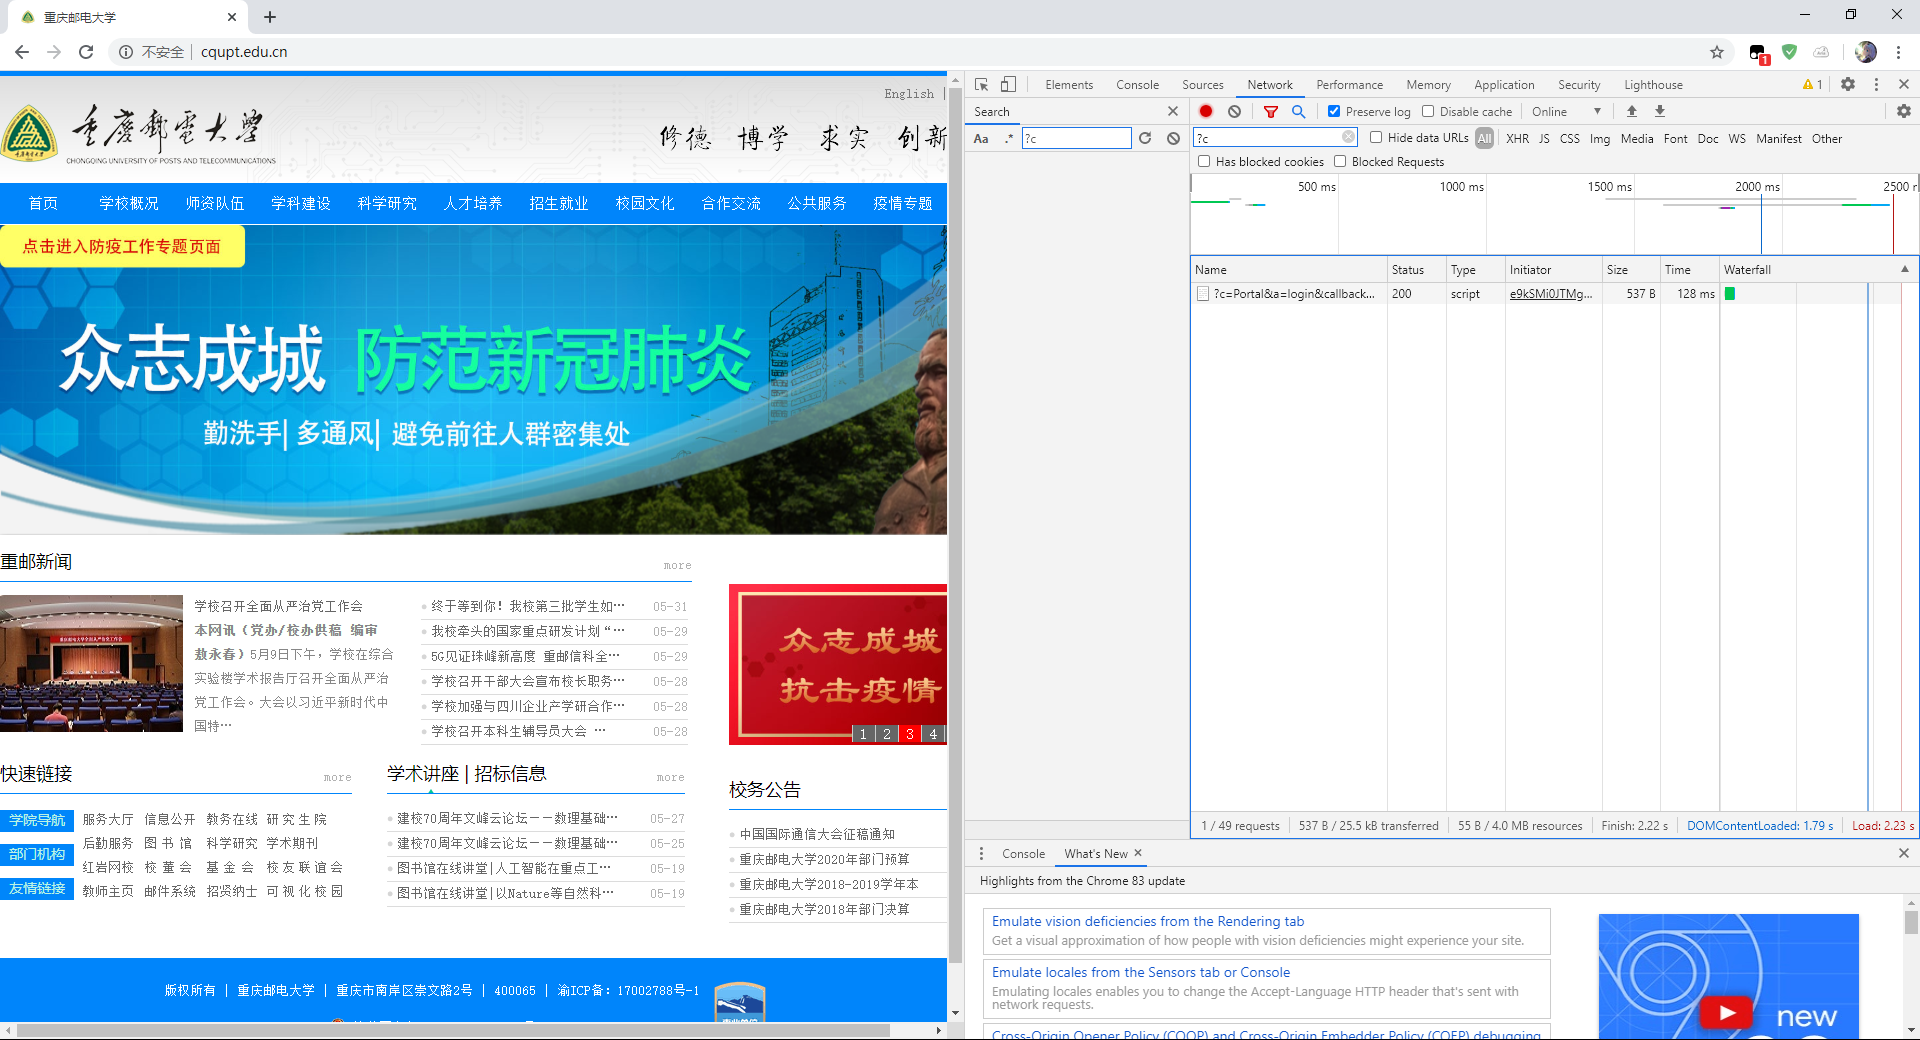 重庆邮电大学
不安全 | cqupt.edu.cn
1
English |
重庆邮电大学
CHONGQING UNIVERSITY OF POSTS AND TELECOMMUNICATIONS
修德 博学 求实 创新
首页 学校概况 师资队伍 学科建设 科学研究 人才培养 招生就业 校园文化 合作交流 公共服务 疫情专题
点击进入防疫工作专题页面
众志成城 防范新冠肺炎
勤洗手| 多通风| 避免前往人群密集处
重邮新闻 more
学校召开全面从严治党工作会
本网讯（党办/校办供稿 编审
敖永春）5月9日下午，学校在综合
实验楼学术报告厅召开全面从严治
党工作会。大会以习近平新时代中
国特…
终于等到你！我校第三批学生如… 05-31
我校牵头的国家重点研发计划“… 05-29
5G见证珠峰新高度 重邮信科全… 05-29
学校召开干部大会宣布校长职务… 05-28
学校加强与四川企业产学研合作… 05-28
学校召开本科生辅导员大会 … 05-28
众志成城
抗击疫情
1 2 3 4
快速链接 more
学院导航 服务大厅 信息公开 教务在线 研究生院
后勤服务 图书馆 科学研究 学术期刊
部门机构
红岩网校 校董会 基金会 校友联谊会
友情链接 教师主页 邮件系统 招贤纳士 可视化校园
学术讲座 | 招标信息 more
建校70周年文峰云论坛－－数理基础… 05-27
建校70周年文峰云论坛－－数理基础… 05-25
图书馆在线讲堂|人工智能在重点工… 05-19
图书馆在线讲堂|以Nature等自然科… 05-19
校务公告
中国国际通信大会征稿通知
重庆邮电大学2020年部门预算
重庆邮电大学2018-2019学年本
重庆邮电大学2018年部门决算
版权所有 | 重庆邮电大学 | 重庆市南岸区崇文路2号 | 400065 | 渝ICP备：17002788号-1
Elements Console Sources Network Performance Memory Application Security Lighthouse 1
Search
Aa .* ?c
Preserve log Disable cache Online
?c Hide data URLs All XHR JS CSS Img Media Font Doc WS Manifest Other
Has blocked cookies Blocked Requests
500 ms 1000 ms 1500 ms 2000 ms 2500 r
Name Status Type Initiator Size Time Waterfall
?c=Portal&a=login&callback... 200 script e9kSMi0JTMg... 537 B 128 ms
1 / 49 requests 537 B / 25.5 kB transferred 55 B / 4.0 MB resources Finish: 2.22 s DOMContentLoaded: 1.79 s Load: 2.23 s
Console What's New
Highlights from the Chrome 83 update
Emulate vision deficiencies from the Rendering tab
Get a visual approximation of how people with vision deficiencies might experience your site.
Emulate locales from the Sensors tab or Console
Emulating locales enables you to change the Accept-Language HTTP header that's sent with
network requests.
Cross-Origin Opener Policy (COOP) and Cross-Origin Embedder Policy (COEP) debugging
new